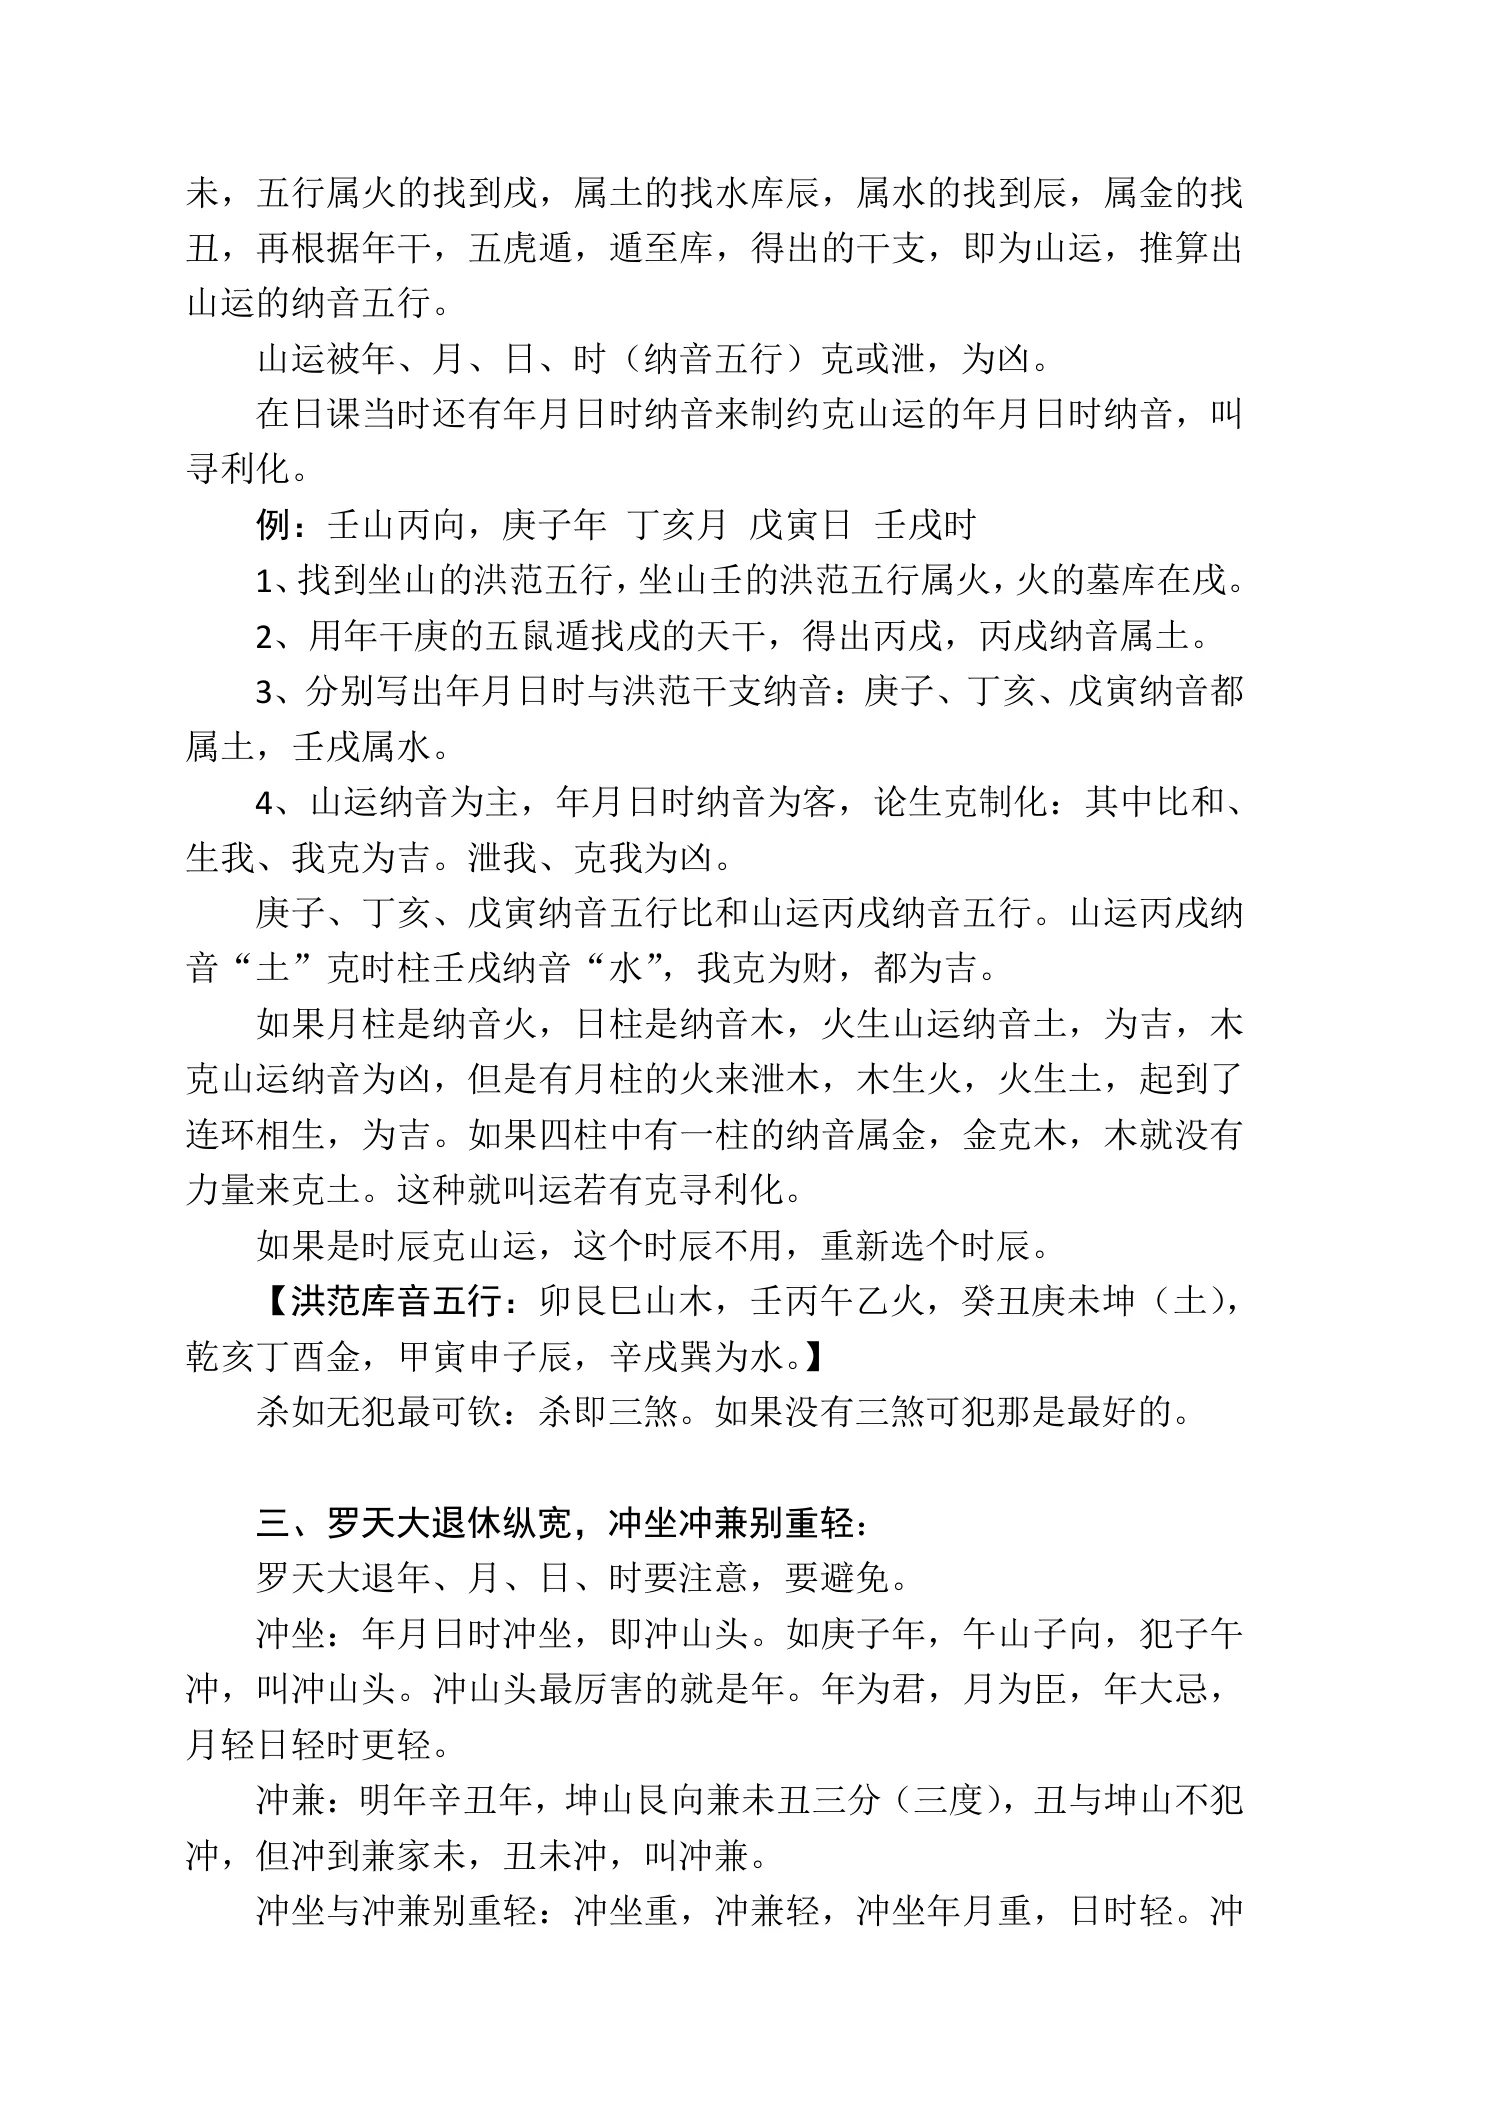 未，五行属火的找到戌，属土的找水库辰，属水的找到辰，属金的找
丑，再根据年干，五虎遁，遁至库，得出的干支，即为山运，推算出
山运的纳音五行。
山运被年、月、日、时（纳音五行）克或泄，为凶。
在日课当时还有年月日时纳音来制约克山运的年月日时纳音，叫
寻利化。
例：壬山丙向，庚子年 丁亥月 戊寅日 壬戌时
1、找到坐山的洪范五行，坐山壬的洪范五行属火，火的墓库在戌。
2、用年干庚的五鼠遁找戌的天干，得出丙戌，丙戌纳音属土。
3、分别写出年月日时与洪范干支纳音：庚子、丁亥、戊寅纳音都
属土，壬戌属水。
4、山运纳音为主，年月日时纳音为客，论生克制化：其中比和、
生我、我克为吉。泄我、克我为凶。
庚子、丁亥、戊寅纳音五行比和山运丙戌纳音五行。山运丙戌纳
音“土”克时柱壬戌纳音“水”，我克为财，都为吉。
如果月柱是纳音火，日柱是纳音木，火生山运纳音土，为吉，木
克山运纳音为凶，但是有月柱的火来泄木，木生火，火生土，起到了
连环相生，为吉。如果四柱中有一柱的纳音属金，金克木，木就没有
力量来克土。这种就叫运若有克寻利化。
如果是时辰克山运，这个时辰不用，重新选个时辰。
【洪范库音五行：卯艮巳山木，壬丙午乙火，癸丑庚未坤（土），
乾亥丁酉金，甲寅申子辰，辛戌巽为水。】
杀如无犯最可钦：杀即三煞。如果没有三煞可犯那是最好的。
三、罗天大退休纵宽，冲坐冲兼别重轻：
罗天大退年、月、日、时要注意，要避免。
冲坐：年月日时冲坐，即冲山头。如庚子年，午山子向，犯子午
冲，叫冲山头。冲山头最厉害的就是年。年为君，月为臣，年大忌，
月轻日轻时更轻。
冲兼：明年辛丑年，坤山艮向兼未丑三分（三度），丑与坤山不犯
冲，但冲到兼家未，丑未冲，叫冲兼。
冲坐与冲兼别重轻：冲坐重，冲兼轻，冲坐年月重，日时轻。冲